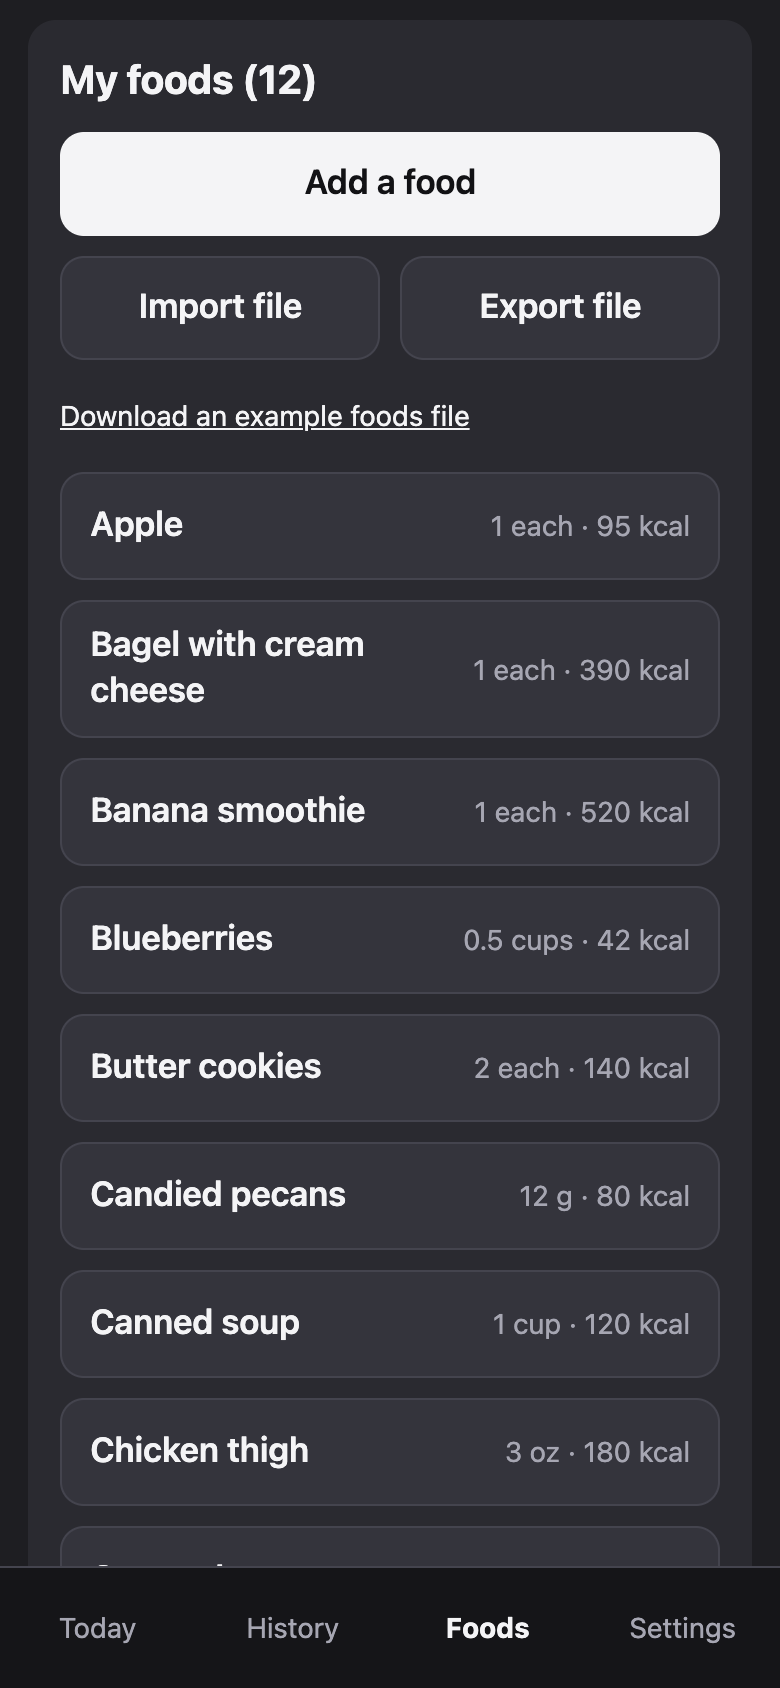 My foods (12)
Add a food
Import file
Export file
Download an example foods file
Apple
1 each · 95 kcal
Bagel with cream
cheese
1 each · 390 kcal
Banana smoothie
1 each · 520 kcal
Blueberries
0.5 cups · 42 kcal
Butter cookies
2 each · 140 kcal
Candied pecans
12 g · 80 kcal
Canned soup
1 cup · 120 kcal
Chicken thigh
3 oz · 180 kcal
Today
History
Foods
Settings